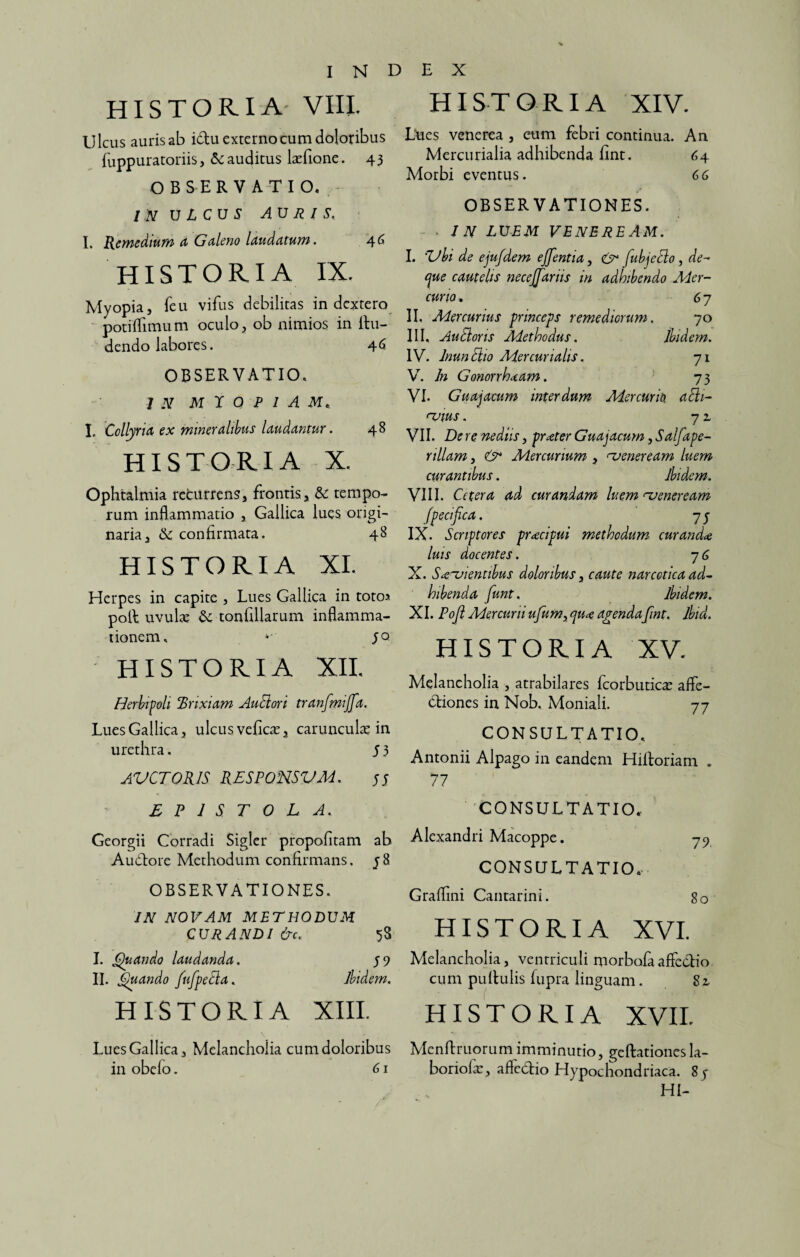 INDEX
HISTORIA VIII.
Ulcus auris ab ictu externo cum doloribus
suppuratoriis, & auditus læsione. 43
OBSERVATIO.
IN ULCUS AURIS.
I. Remedium a Galeno laudatum. 46
HISTORIA IX.
Myopia, seu visus debilitas in dextero
potissimum oculo, ob nimios in stu-
dendo labores. 46
OBSERVATIO.
IN MYOPIAM.
I. Collyria ex mineralibus laudantur. 48
HISTORIA X.
Ophtalmia recurrens, frontis, & tempo-
rum inflammatio , Gallica lues origi-
naria, & confirmata. 48
HISTORIA XI.
Herpes in capite , Lues Gallica in toto,
post uvulæ & tonsillarum inflamma-
tionem. 50
HISTORIA XII.
Herbipoli Brixiam Auctori transmissa.
Lues Gallica, ulcus vesicæ, carunculæ in
urethra. 53
AVCTORIS RESPONSVM. 55
EPISTOLA.
Georgii Corradi Sigler propositam ab
Auctore Methodum confirmans. 58
OBSERVATIONES.
IN NOVAM METHODUM
CURANDI &c. 58
I. Quando laudanda. 59
II. Quando suspecta. Ibidem.
HISTORIA XIII.
Lues Gallica, Melancholia cum doloribus
in obeso. 61
HISTORIA XIV.
Lues venerea , cum febri continua. An
Mercurialia adhibenda sint. 64
Morbi eventus. 66
OBSERVATIONES.
IN LUEM VENEREAM.
I. Vbi de ejusdem essentia, & subjecto, de-
que cautelis necessariis in adhibendo Mer-
curio. 67
II. Mercurius princeps remediorum. 70
III. Auctoris Methodus. Ibidem.
IV. Inunctio Mercurialis. 71
V. In Gonorrhæam. 73
VI. Guajacum interdum Mercurio acti-
vius. 72
VII. De remediis, præter Guajacum, Salsape-
rillam, & Mercurium , veneream luem
curantibus. Ibidem.
VIII. Cetera ad curandam luem veneream
specifica. 75
IX. Scriptores præcipui methodum curandæ
luis docentes. 76
X. Sævientibus doloribus, caute narcotica ad-
hibenda sunt. Ibidem.
XI. Post Mercurii usum, quæ agenda sint. Ibid.
HISTORIA XV.
Melancholia , atrabilares scorbuticæ affe-
ctiones in Nob. Moniali. 77
CONSULTATIO.
Antonii Alpago in eandem Historiam .
77
CONSULTATIO.
Alexandri Macoppe. 79
CONSULTATIO.
Grassini Cantarini. 80
HISTORIA XVI.
Melancholia, ventriculi morbosa affectio
cum pustulis supra linguam. 82
HISTORIA XVII.
Menstruorum imminutio, gestationes la-
boriosæ, affectio Hypochondriaca. 85
HI-